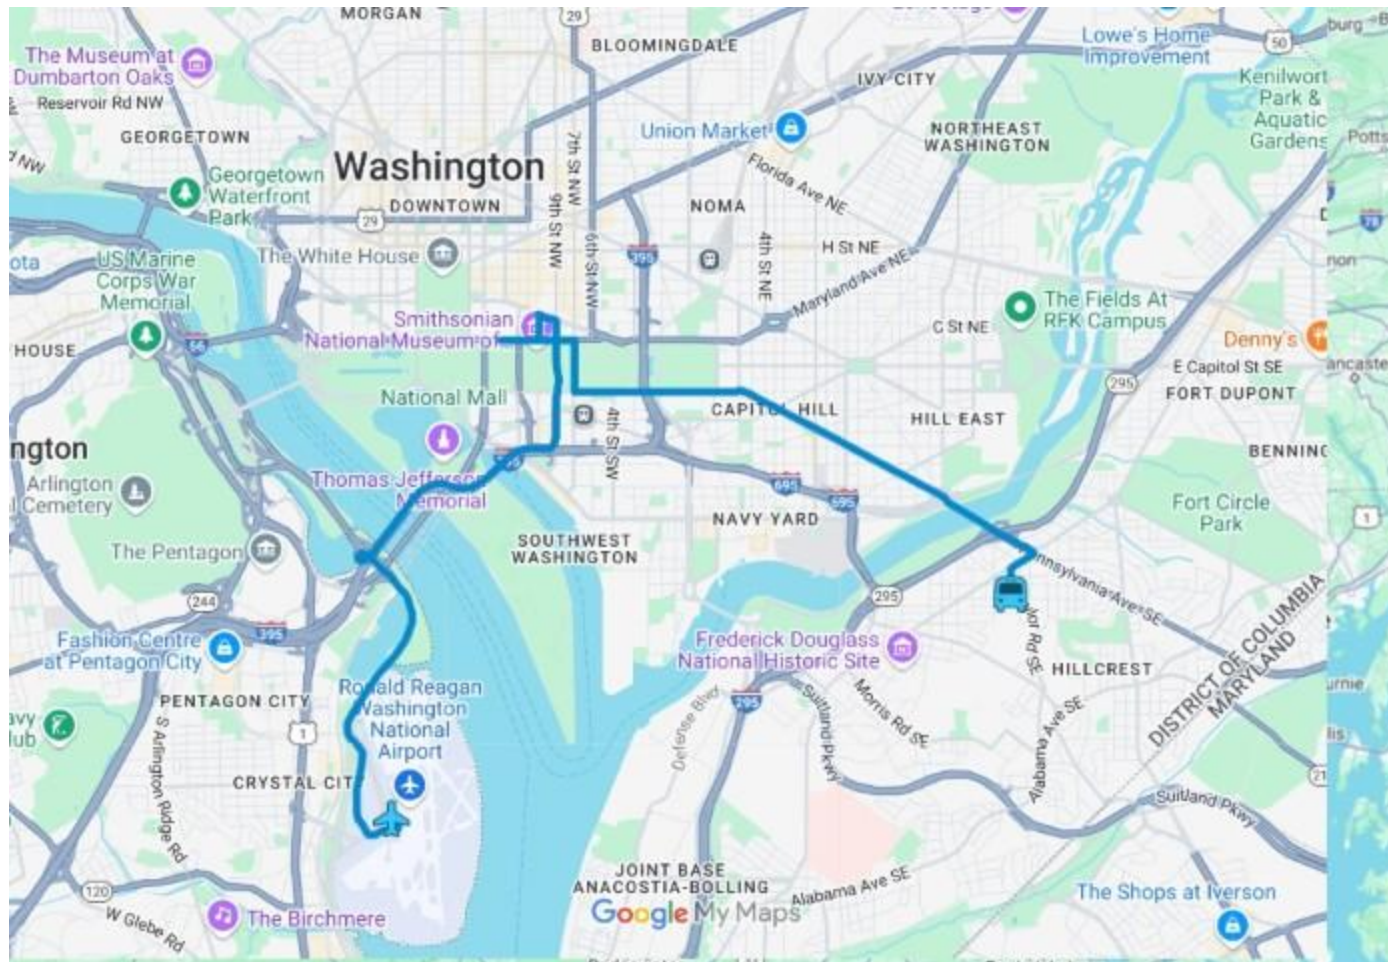 MORGAN
29
BLOOMINGDALE
Lowe's Home
Improvement
50
burg
The Museum at
Dumbarton Oaks
Reservoir Rd NW
IVY CITY
Kenilwort
Park &
Aquatic
Gardens
GEORGETOWN
Union Market
NORTHEAST
WASHINGTON
Potts
Washington
7th St NW
Florida Ave NE
Georgetown
Waterfront
Park
29
DOWNTOWN
9th St NW
NOMA
The White House
6th St NW
395
4th St NE
H St NE
Maryland Ave NE
US Marine
Corps War
Memorial
66
Smithsonian
National Museum of
C St NE
The Fields At
RFK Campus
Denny's
HOUSE
E Capitol St SE
295
FORT DUPONT
ancaste
National Mall
CAPITOL HILL
HILL EAST
4th St SW
ngton
Arlington
l Cemetery
Thomas Jefferson
Memorial
695
695
BENNING
Fort Circle
Park
1
The Pentagon
SOUTHWEST
WASHINGTON
NAVY YARD
nnsylvania Ave SE
244
295
395
Fashion Centre
at Pentagon City
Frederick Douglass
National Historic Site
HILLCREST
DISTRICT OF COLUMBIA
MARYLAND
PENTAGON CITY
Ronald Reagan
Washington
National
Airport
295
Defense Blvd
Suitland Pkwy
Morris Rd SE
Alabama Ave SE
1
S Arlington Ridge Rd
CRYSTAL CIT
21
Suitland Pkwy
JOINT BASE
ANACOSTIA-BOLLING
Alabama Ave SE
The Shops at Iverson
120
W Glebe Rd
The Birchmere
Google My Maps